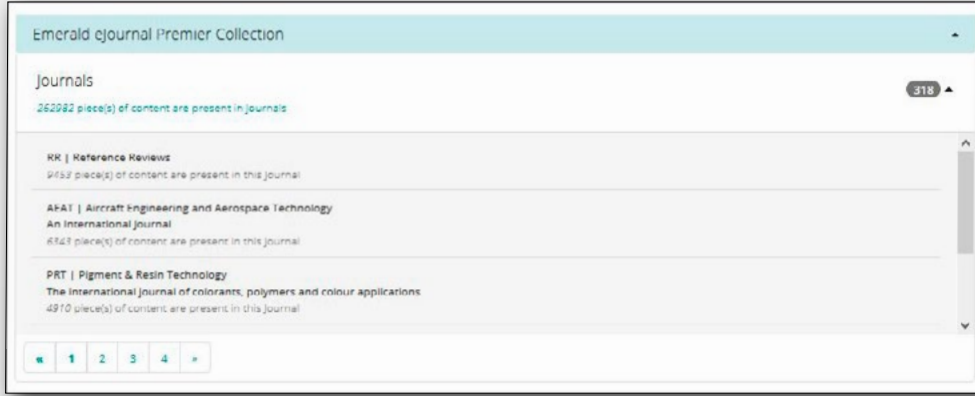 Emerald eJournal Premier Collection
Journals
318
262982 piece(s) of content are present in Journals
RR | Reference Reviews
9453 piece(s) of content are present in this Journal
AEAT | Aircraft Engineering and Aerospace Technology
An International Journal
6343 piece(s) of content are present in this Journal
PRT | Pigment & Resin Technology
The international journal of colorants, polymers and colour applications
4910 piece(s) of content are present in this Journal
« 1 2 3 4 »